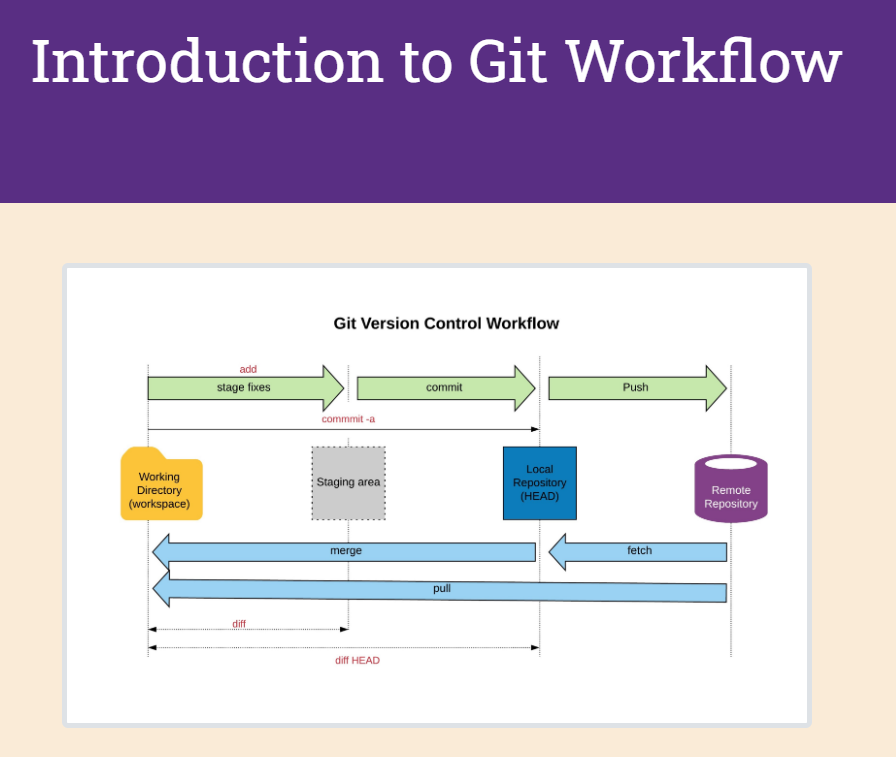 Introduction to Git Workflow
Git Version Control Workflow
add
stage fixes
commit
Push
commmit -a
Working
Directory
(workspace)
Staging area
Local
Repository
(HEAD)
Remote
Repository
merge
fetch
pull
diff
diff HEAD